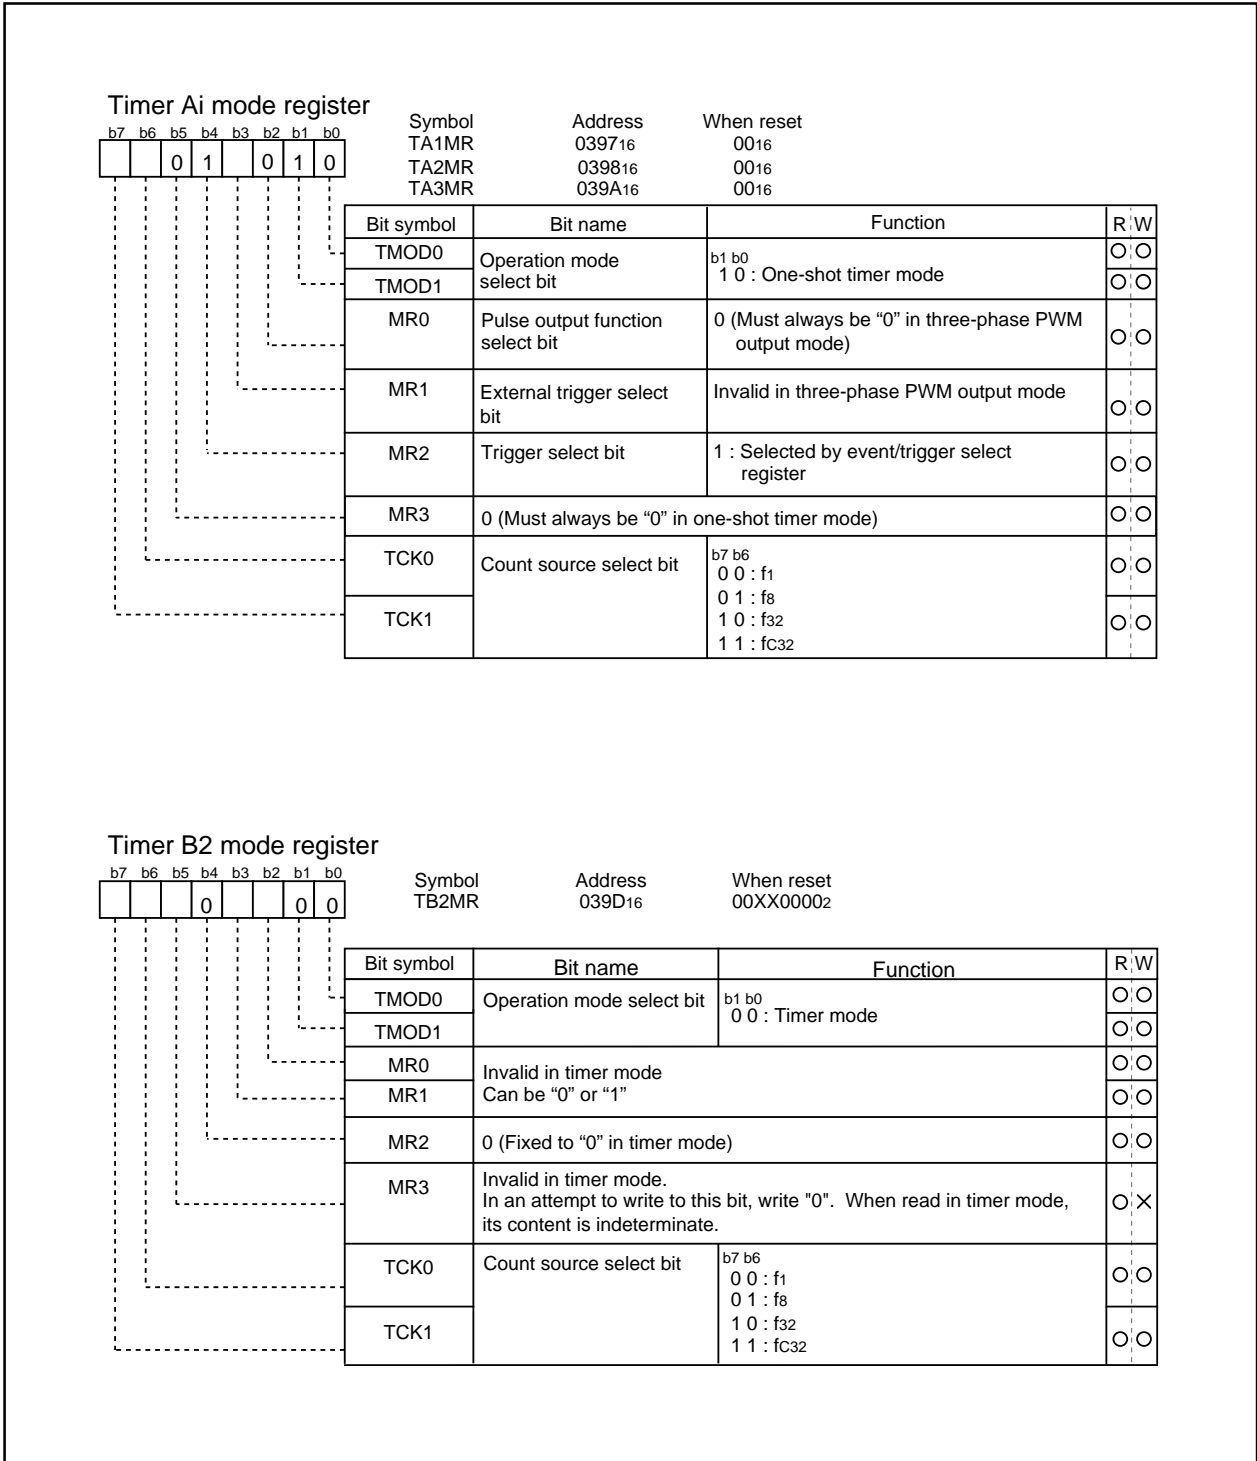 Timer Ai mode register
Symbol Address When reset
b7 b6 b5 b4 b3 b2 b1 b0
TA1MR 039716 0016
0 1 0 1 0
TA2MR 039816 0016
TA3MR 039A16 0016
Bit symbol Bit name Function R W
TMOD0 Operation mode select bit b1 b0
TMOD1 1 0 : One-shot timer mode
MR0 Pulse output function 0 (Must always be “0” in three-phase PWM
select bit output mode)
MR1 External trigger select Invalid in three-phase PWM output mode
bit
MR2 Trigger select bit 1 : Selected by event/trigger select
register
MR3 0 (Must always be “0” in one-shot timer mode)
TCK0 Count source select bit b7 b6
0 0 : f1
0 1 : f8
TCK1 1 0 : f32
1 1 : fC32
Timer B2 mode register
b7 b6 b5 b4 b3 b2 b1 b0
Symbol Address When reset
0 0 0
TB2MR 039D16 00XX00002
Bit symbol Bit name Function R W
TMOD0 Operation mode select bit b1 b0
TMOD1 0 0 : Timer mode
MR0 Invalid in timer mode
MR1 Can be “0” or “1”
MR2 0 (Fixed to “0” in timer mode)
MR3 Invalid in timer mode.
In an attempt to write to this bit, write "0". When read in timer mode,
its content is indeterminate.
TCK0 Count source select bit b7 b6
0 0 : f1
0 1 : f8
TCK1 1 0 : f32
1 1 : fC32